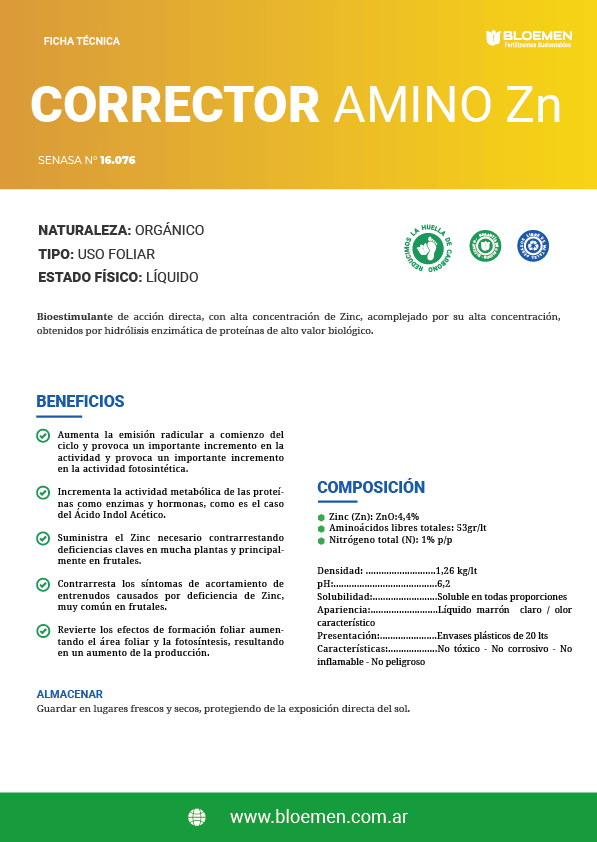 FICHA TÉCNICA
BLOEMEN
Fertilizamos Sustentables
CORRECTOR AMINO Zn
SENASA N° 16.076
NATURALEZA: ORGÁNICO
TIPO: USO FOLIAR
ESTADO FÍSICO: LÍQUIDO
REDUCIMOS LA HUELLA DE CARBONO
Bioestimulante de acción directa, con alta concentración de Zinc, acomplejado por su alta concentración,
obtenidos por hidrólisis enzimática de proteínas de alto valor biológico.
BENEFICIOS
Aumenta la emisión radicular a comienzo del
ciclo y provoca un importante incremento en la
actividad y provoca un importante incremento
en la actividad fotosintética.
Incrementa la actividad metabólica de las proteí-
nas como enzimas y hormonas, como es el caso
del Ácido Indol Acético.
Suministra el Zinc necesario contrarrestando
deficiencias claves en mucha plantas y principal-
mente en frutales.
Contrarresta los síntomas de acortamiento de
entrenudos causados por deficiencia de Zinc,
muy común en frutales.
Revierte los efectos de formación foliar aumen-
tando el área foliar y la fotosíntesis, resultando
en un aumento de la producción.
COMPOSICIÓN
Zinc (Zn): ZnO:4,4%
Aminoácidos libres totales: 53gr/lt
Nitrógeno total (N): 1% p/p
Densidad: ...........................1,26 kg/lt
pH:........................................6,2
Solubilidad:.........................Soluble en todas proporciones
Apariencia:..........................Líquido marrón claro / olor
característico
Presentación:......................Envases plásticos de 20 lts
Características:...................No tóxico - No corrosivo - No
inflamable - No peligroso
ALMACENAR
Guardar en lugares frescos y secos, protegiendo de la exposición directa del sol.
www.bloemen.com.ar